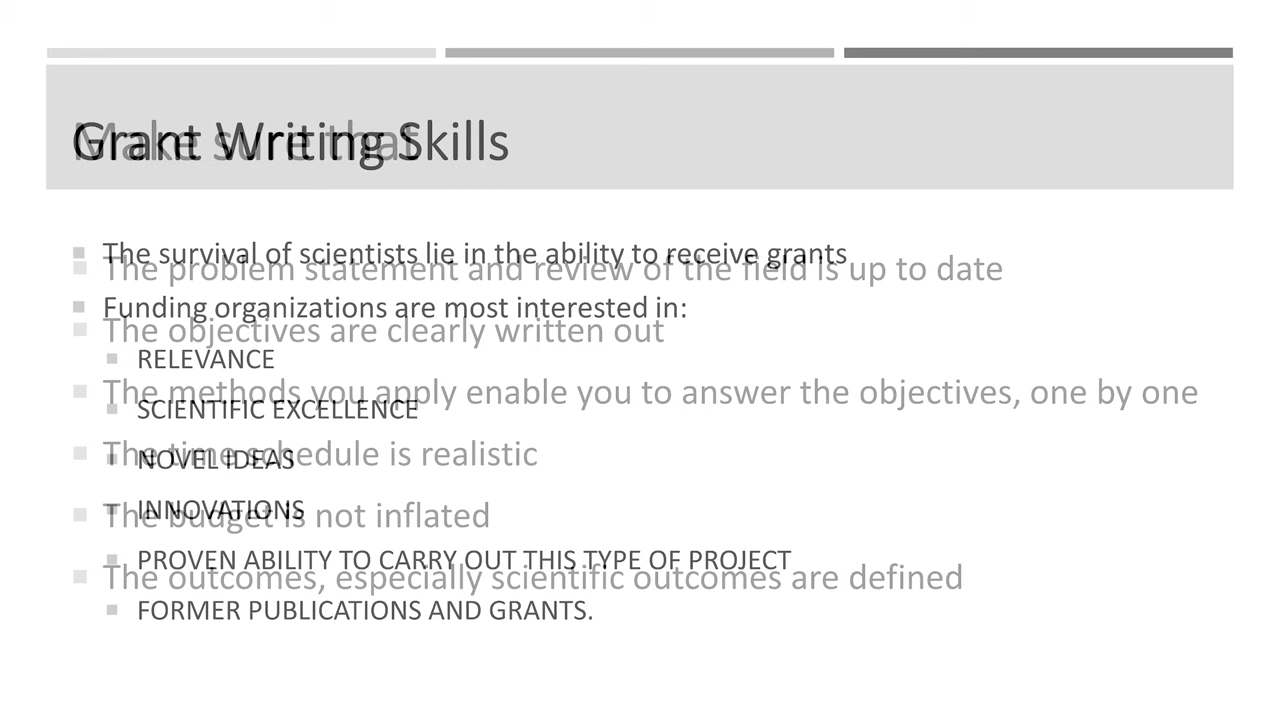 Grant Writing Skills
Make sure that
The survival of scientists lie in the ability to receive grants
The problem statement and review of the field is up to date
Funding organizations are most interested in:
The objectives are clearly written out
RELEVANCE
The methods you apply enable you to answer the objectives, one by one
SCIENTIFIC EXCELLENCE
The time schedule is realistic
NOVEL IDEAS
INNOVATIONS
The budget is not inflated
PROVEN ABILITY TO CARRY OUT THIS TYPE OF PROJECT
The outcomes, especially scientific outcomes are defined
FORMER PUBLICATIONS AND GRANTS.